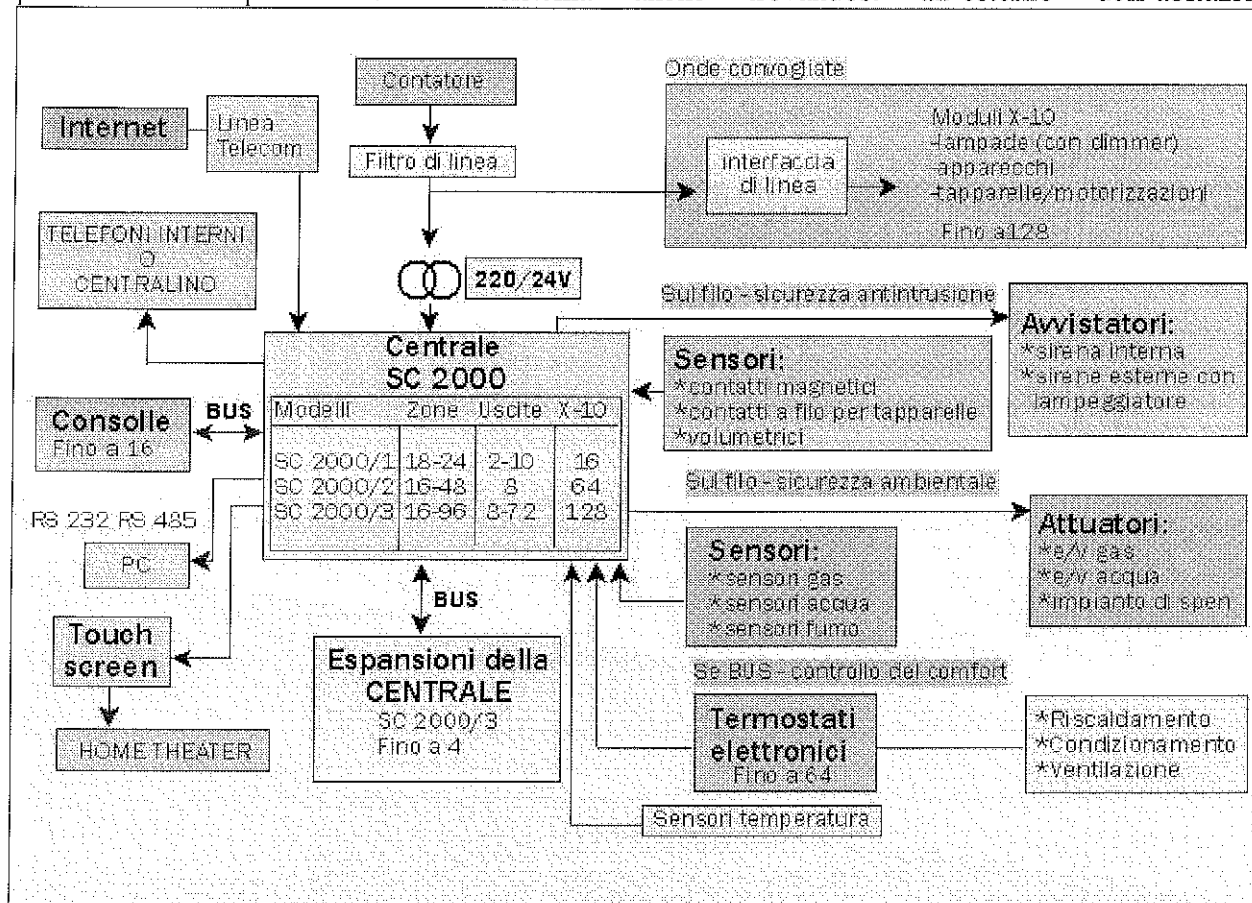 Contatore
Internet
Linea
Telecom
Filtro di linea
Onde convogliate
interfaccia
di linea
Moduli X-10
-lampade (con dimmer)
-apparecchi
-tapparelle/motorizzazioni
Fino a 128
TELEFONI INTERNI
O
CENTRALINO
220/24V
Sul filo - sicurezza antintrusione
Avvistatori:
*sirena interna
*sirene esterne con
lampeggiatore
Sensori:
*contatti magnetici
*contatti a filo per tapparelle
*volumetrici
Centrale
SC 2000
Modelli Zone Uscite X-10
SC 2000/1 18-24 2-10 16
SC 2000/2 16-48 8 64
SC 2000/3 16-96 8-72 128
Consolle
Fino a 16
BUS
RS 232 RS 485
PC
Touch
screen
HOME THEATER
BUS
Espansioni della
CENTRALE
SC 2000/3
Fino a 4
Sul filo - sicurezza ambientale
Attuatori:
*e/v gas
*e/v acqua
*impianto di spen
Sensori:
*sensori gas
*sensori acqua
*sensori fumo
Se BUS - controllo del comfort
Termostati
elettronici
Fino a 64
*Riscaldamento
*Condizionamento
*Ventilazione
Sensori temperatura